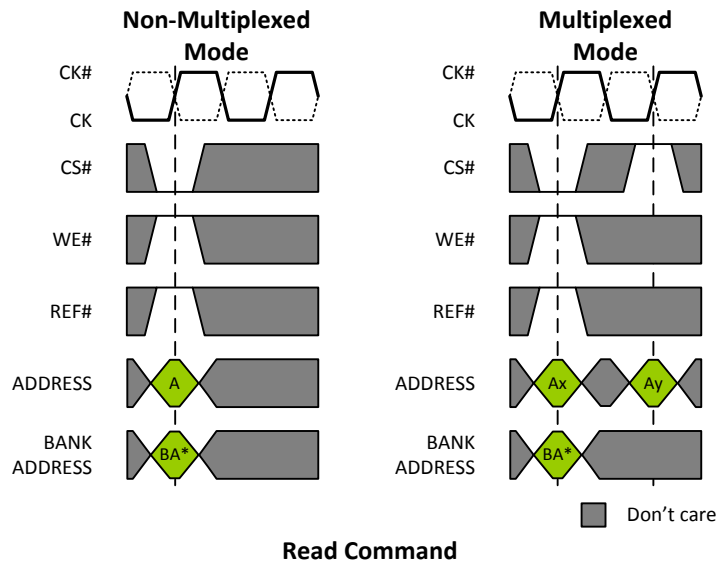 Non-Multiplexed
Mode
CK#
CK
CS#
WE#
REF#
ADDRESS
A
BANK
ADDRESS
BA*
Multiplexed
Mode
CK#
CK
CS#
WE#
REF#
ADDRESS
Ax
Ay
BANK
ADDRESS
BA*
Don't care
Read Command